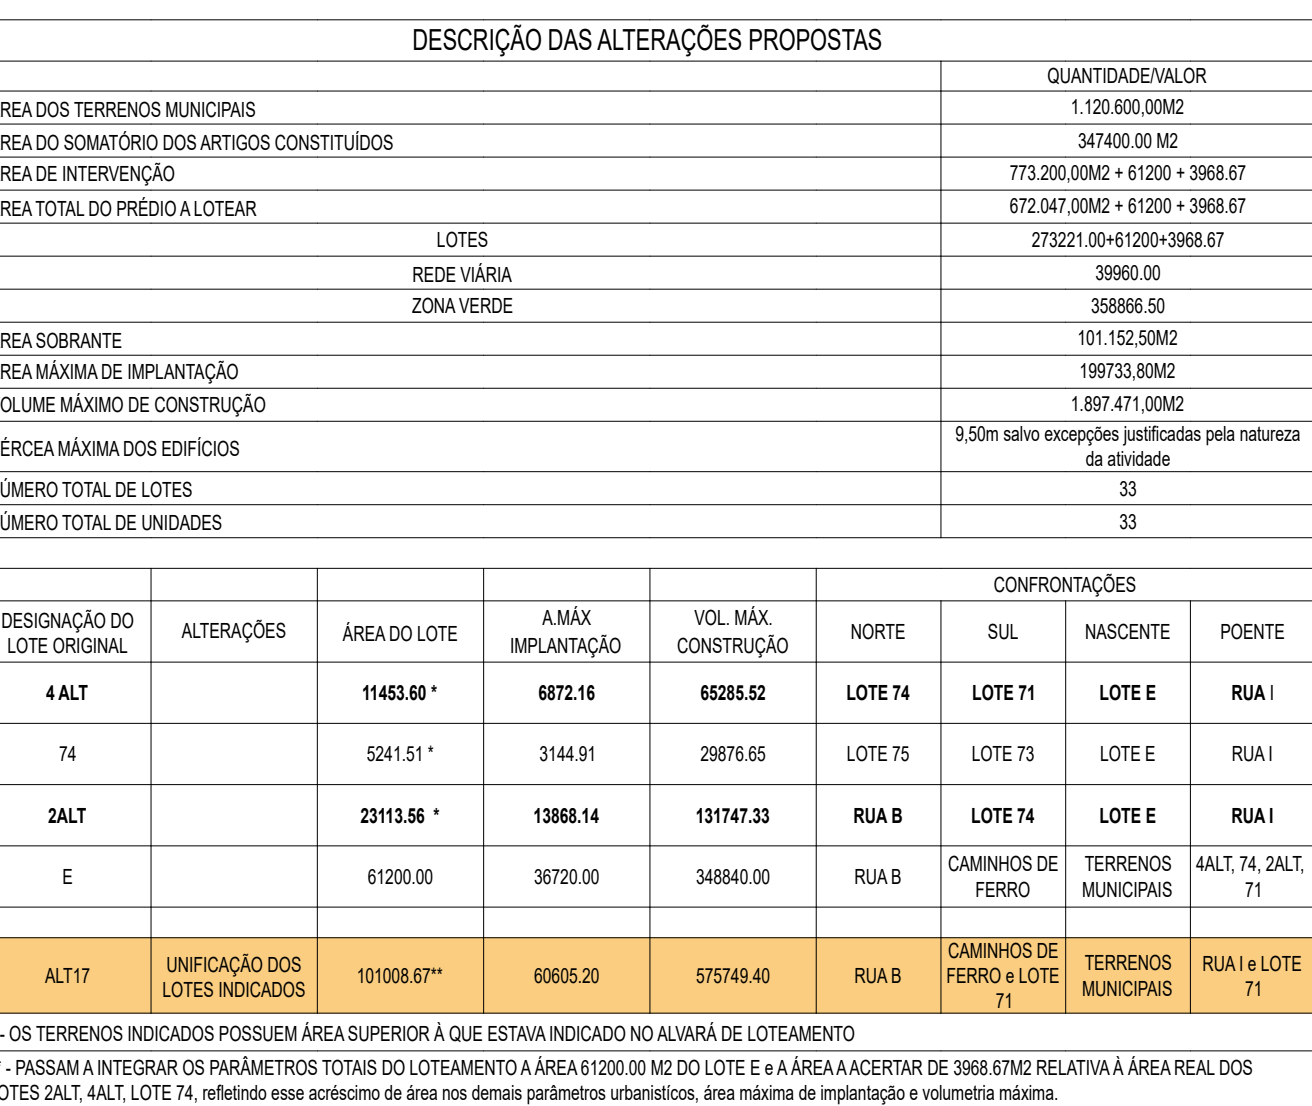 DESCRIÇÃO DAS ALTERAÇÕES PROPOSTAS
QUANTIDADE/VALOR
REA DOS TERRENOS MUNICIPAIS 1.120.600,00M2
REA DO SOMATÓRIO DOS ARTIGOS CONSTITUÍDOS 347400.00 M2
REA DE INTERVENÇÃO 773.200,00M2 + 61200 + 3968.67
REA TOTAL DO PRÉDIO A LOTEAR 672.047,00M2 + 61200 + 3968.67
LOTES 273221.00+61200+3968.67
REDE VIÁRIA 39960.00
ZONA VERDE 358866.50
REA SOBRANTE 101.152,50M2
REA MÁXIMA DE IMPLANTAÇÃO 199733,80M2
OLUME MÁXIMO DE CONSTRUÇÃO 1.897.471,00M2
ÉRCEA MÁXIMA DOS EDIFÍCIOS 9,50m salvo excepções justificadas pela natureza
da atividade
ÚMERO TOTAL DE LOTES 33
ÚMERO TOTAL DE UNIDADES 33
CONFRONTAÇÕES
DESIGNAÇÃO DO
LOTE ORIGINAL
ALTERAÇÕES
ÁREA DO LOTE
A.MÁX
IMPLANTAÇÃO
VOL. MÁX.
CONSTRUÇÃO
NORTE SUL NASCENTE POENTE
4 ALT 11453.60 * 6872.16 65285.52 LOTE 74 LOTE 71 LOTE E RUA I
74 5241.51 * 3144.91 29876.65 LOTE 75 LOTE 73 LOTE E RUA I
2ALT 23113.56 * 13868.14 131747.33 RUA B LOTE 74 LOTE E RUA I
E 61200.00 36720.00 348840.00 RUA B
CAMINHOS DE
FERRO
TERRENOS
MUNICIPAIS
4ALT, 74, 2ALT,
71
ALT17
UNIFICAÇÃO DOS
LOTES INDICADOS
101008.67** 60605.20 575749.40 RUA B
CAMINHOS DE
FERRO e LOTE
71
TERRENOS
MUNICIPAIS
RUA I e LOTE
71
- OS TERRENOS INDICADOS POSSUEM ÁREA SUPERIOR À QUE ESTAVA INDICADO NO ALVARÁ DE LOTEAMENTO
* - PASSAM A INTEGRAR OS PARÂMETROS TOTAIS DO LOTEAMENTO A ÁREA 61200.00 M2 DO LOTE E e A ÁREA A ACERTAR DE 3968.67M2 RELATIVA À ÁREA REAL DOS
OTES 2ALT, 4ALT, LOTE 74, refletindo esse acréscimo de área nos demais parâmetros urbanistícos, área máxima de implantação e volumetria máxima.